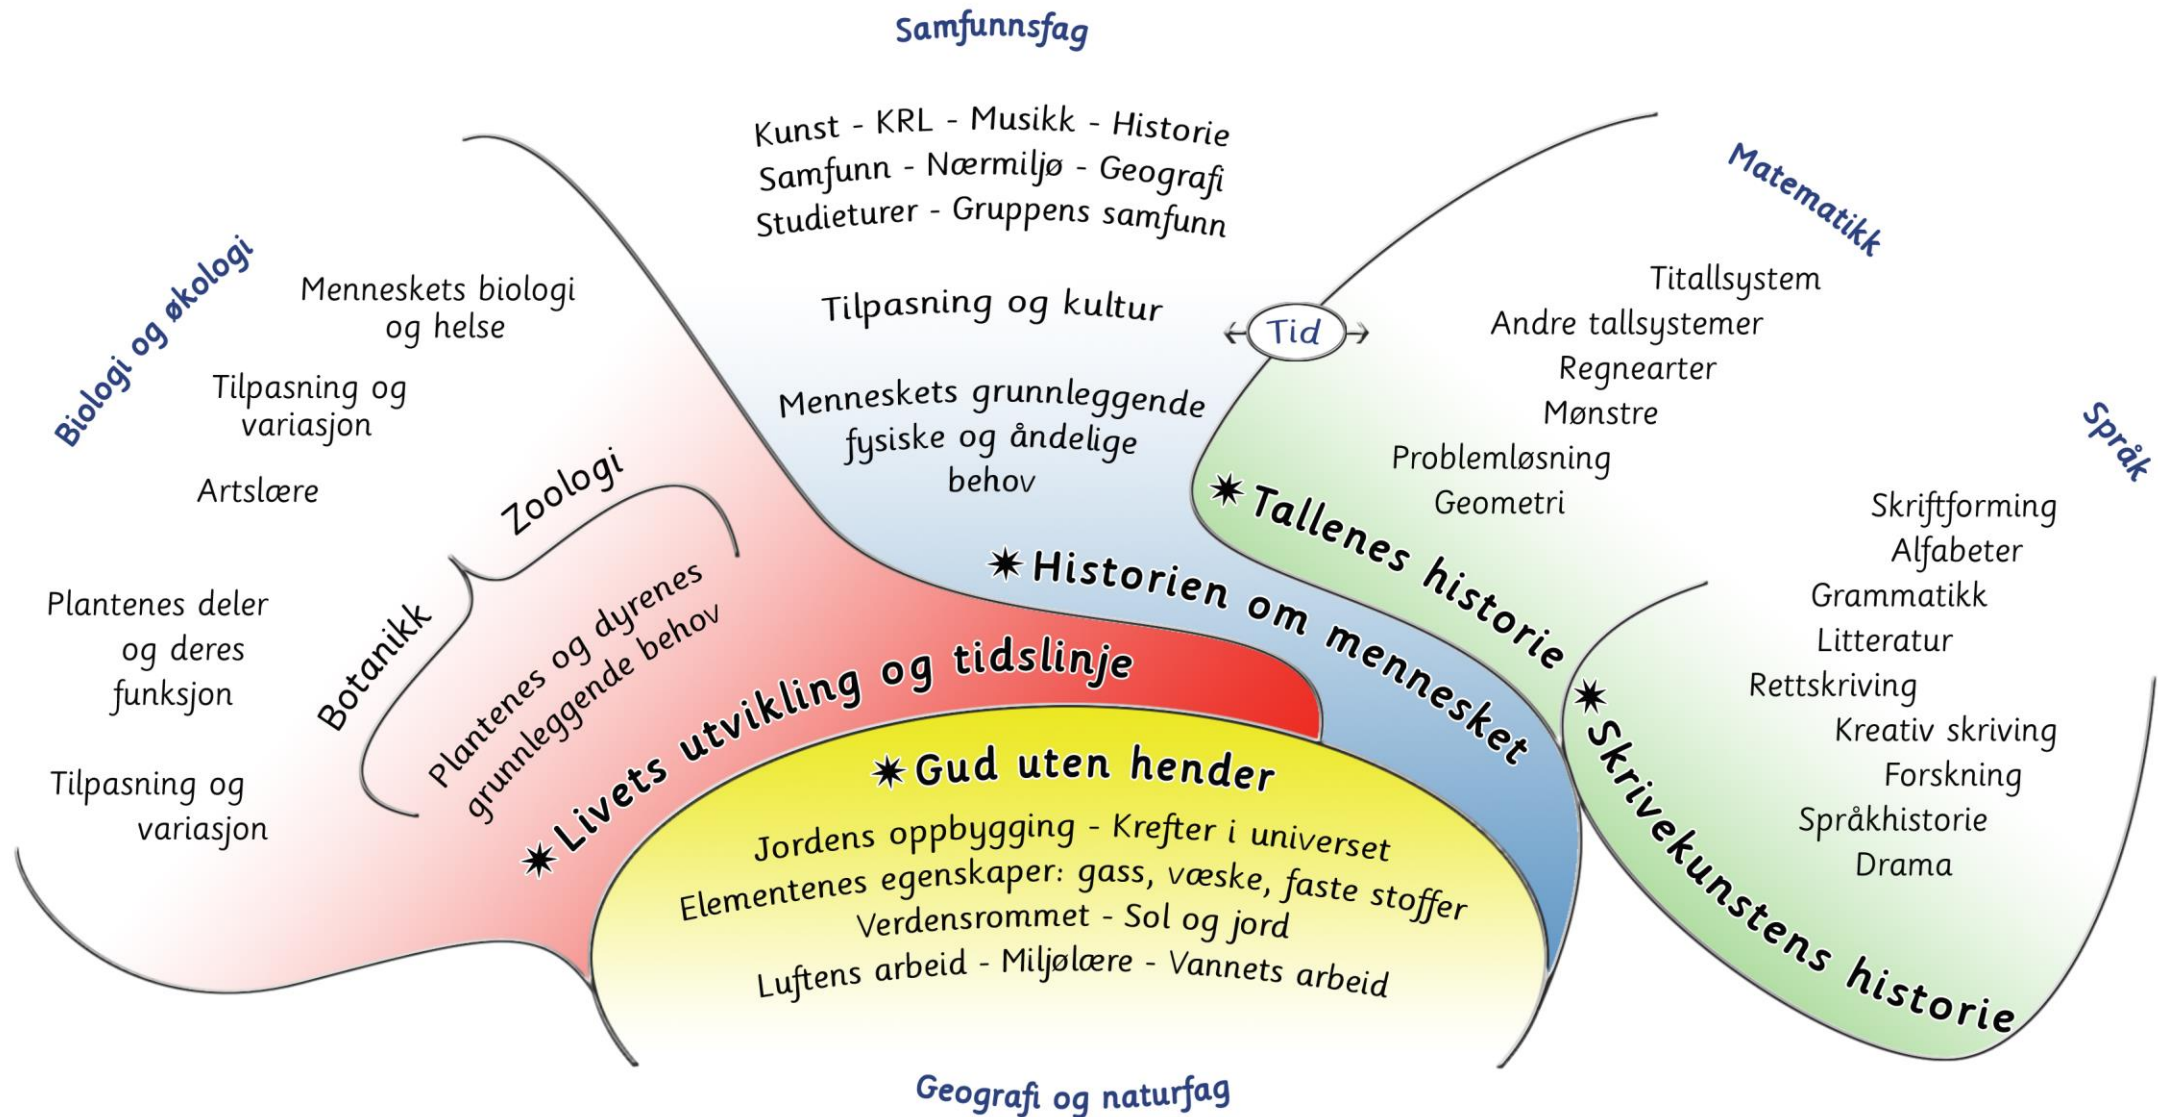 Samfunnsfag
Kunst - KRL - Musikk - Historie
Samfunn - Nærmiljø - Geografi
Studieturer - Gruppens samfunn
Tilpasning og kultur
Menneskets grunnleggende
fysiske og åndelige
behov
✷ Historien om mennesket
Tid
Biologi og økologi
Menneskets biologi
og helse
Tilpasning og
variasjon
Artslære
Zoologi
Botanikk
Plantenes deler
og deres
funksjon
Tilpasning og
variasjon
Plantenes og dyrenes
grunnleggende behov
✷ Livets utvikling og tidslinje
Matematikk
Titallsystem
Andre tallsystemer
Regnearter
Mønstre
Problemløsning
Geometri
✷ Tallenes historie
Språk
Skriftforming
Alfabeter
Grammatikk
Litteratur
Rettskriving
Kreativ skriving
Forskning
Språkhistorie
Drama
✷ Skrivekunstens historie
✷ Gud uten hender
Jordens oppbygging - Krefter i universet
Elementenes egenskaper: gass, væske, faste stoffer
Verdensrommet - Sol og jord
Luftens arbeid - Miljølære - Vannets arbeid
Geografi og naturfag